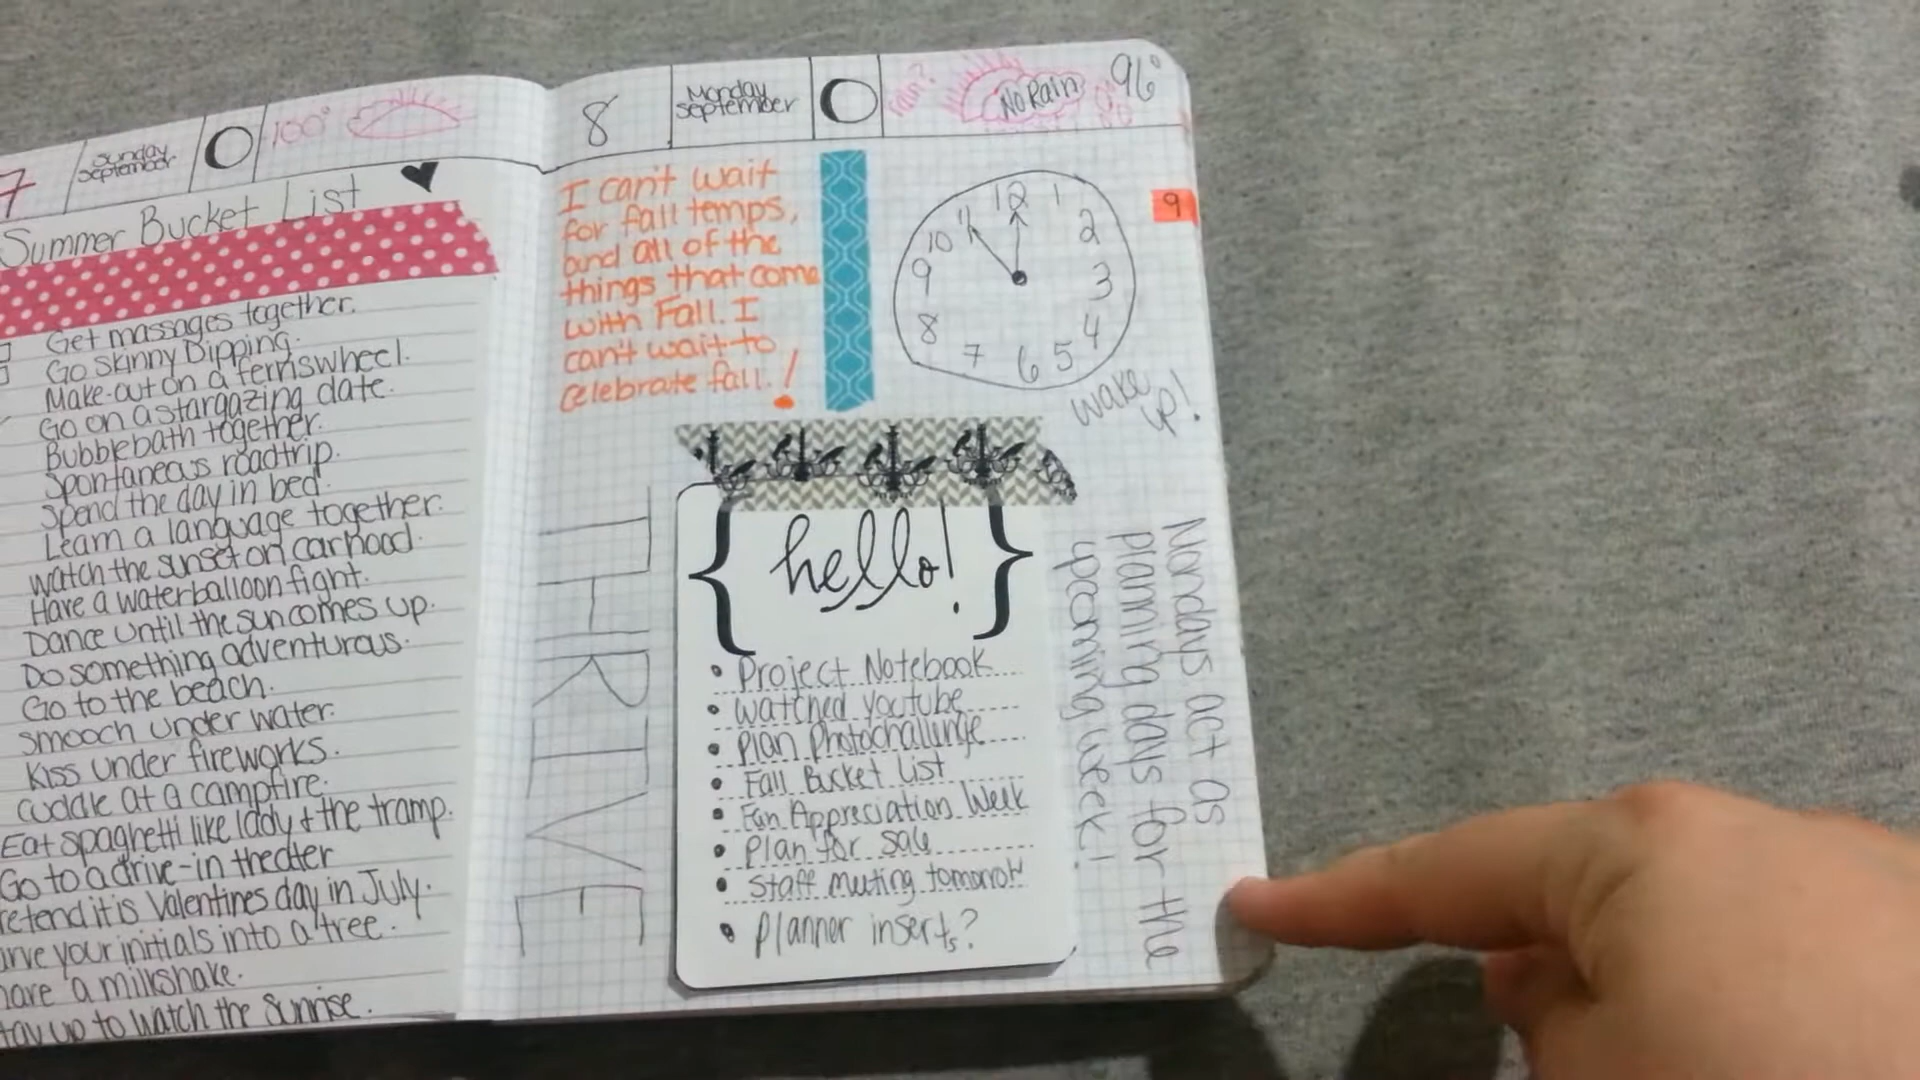 7
Sunday
September
100°
Summer Bucket List
Get massages together.
Go Skinny Dipping.
Make-out on a ferriswheel.
Go on a stargazing date.
Bubblebath together.
Spontaneous roadtrip.
Spend the day in bed.
Learn a language together.
Watch the sunset on carhood.
Have a waterballoon fight.
Dance until the sun comes up.
Do something adventurous.
Go to the beach.
smooch under water.
Kiss under fireworks.
Cuddle at a campfire.
Eat spaghetti like lady + the tramp.
Go to a drive-in theater
retend it is Valentines day in July.
arve your initials into a tree.
have a milkshake.
tay up to watch the sunrise.
8
Monday
September
Rain?
No Rain
96°
I can't wait
for fall temps,
and all of the
things that come
with Fall. I
can't wait to
celebrate fall!
12
1
2
3
4
5
6
7
8
9
10
11
wake
up!
9
THRIVE
{ hello! }
• Project Notebook
• Watched Youtube
• Plan Photochallenge
• Fall Bucket List
• Fan Appreciation Week
• Plan for sale
• Staff meeting tomorrow
• Planner inserts?
Mondays act as
planning days for the
upcoming week!